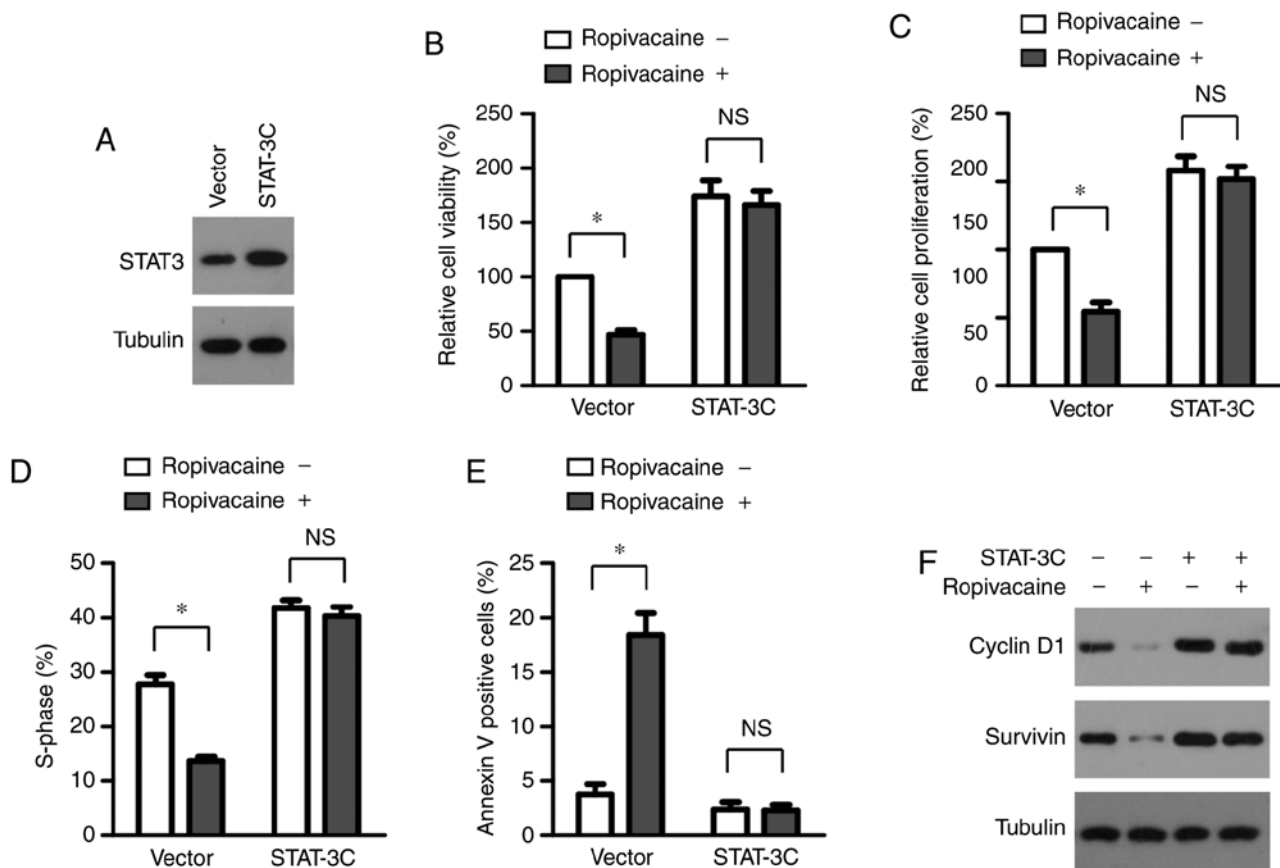 A
Vector
STAT-3C
STAT3
Tubulin
B
Ropivacaine −
Ropivacaine +
Relative cell viability (%)
250
200
150
100
50
0
*
NS
Vector
STAT-3C
C
Ropivacaine −
Ropivacaine +
Relative cell proliferation (%)
250
200
150
100
50
0
*
NS
Vector
STAT-3C
D
Ropivacaine −
Ropivacaine +
S-phase (%)
50
40
30
20
10
0
*
NS
Vector
STAT-3C
E
Ropivacaine −
Ropivacaine +
Annexin V positive cells (%)
25
20
15
10
5
0
*
NS
Vector
STAT-3C
F
STAT-3C − − + +
Ropivacaine − + − +
Cyclin D1
Survivin
Tubulin